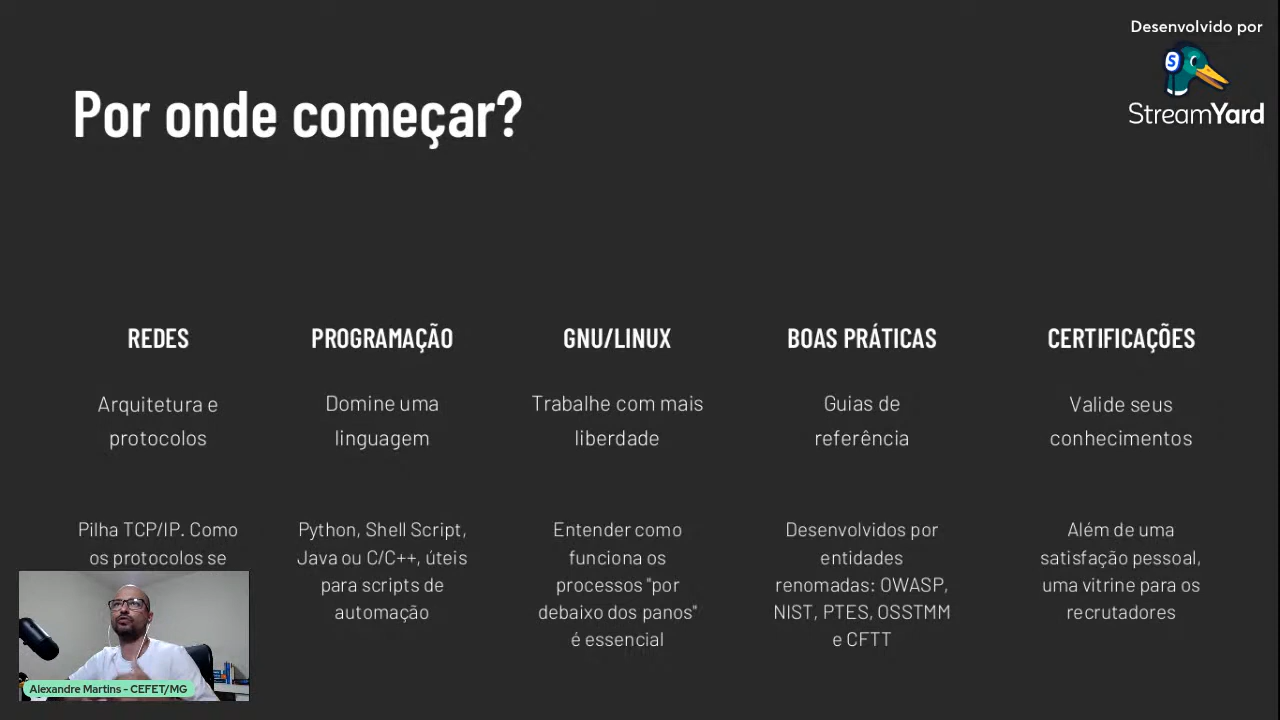 Desenvolvido por
StreamYard
Por onde começar?
REDES
Arquitetura e
protocolos
Pilha TCP/IP. Como
os protocolos se
PROGRAMAÇÃO
Domine uma
linguagem
Python, Shell Script,
Java ou C/C++, úteis
para scripts de
automação
GNU/LINUX
Trabalhe com mais
liberdade
Entender como
funciona os
processos "por
debaixo dos panos"
é essencial
BOAS PRÁTICAS
Guias de
referência
Desenvolvidos por
entidades
renomadas: OWASP,
NIST, PTES, OSSTMM
e CFTT
CERTIFICAÇÕES
Valide seus
conhecimentos
Além de uma
satisfação pessoal,
uma vitrine para os
recrutadores
Alexandre Martins - CEFET/MG